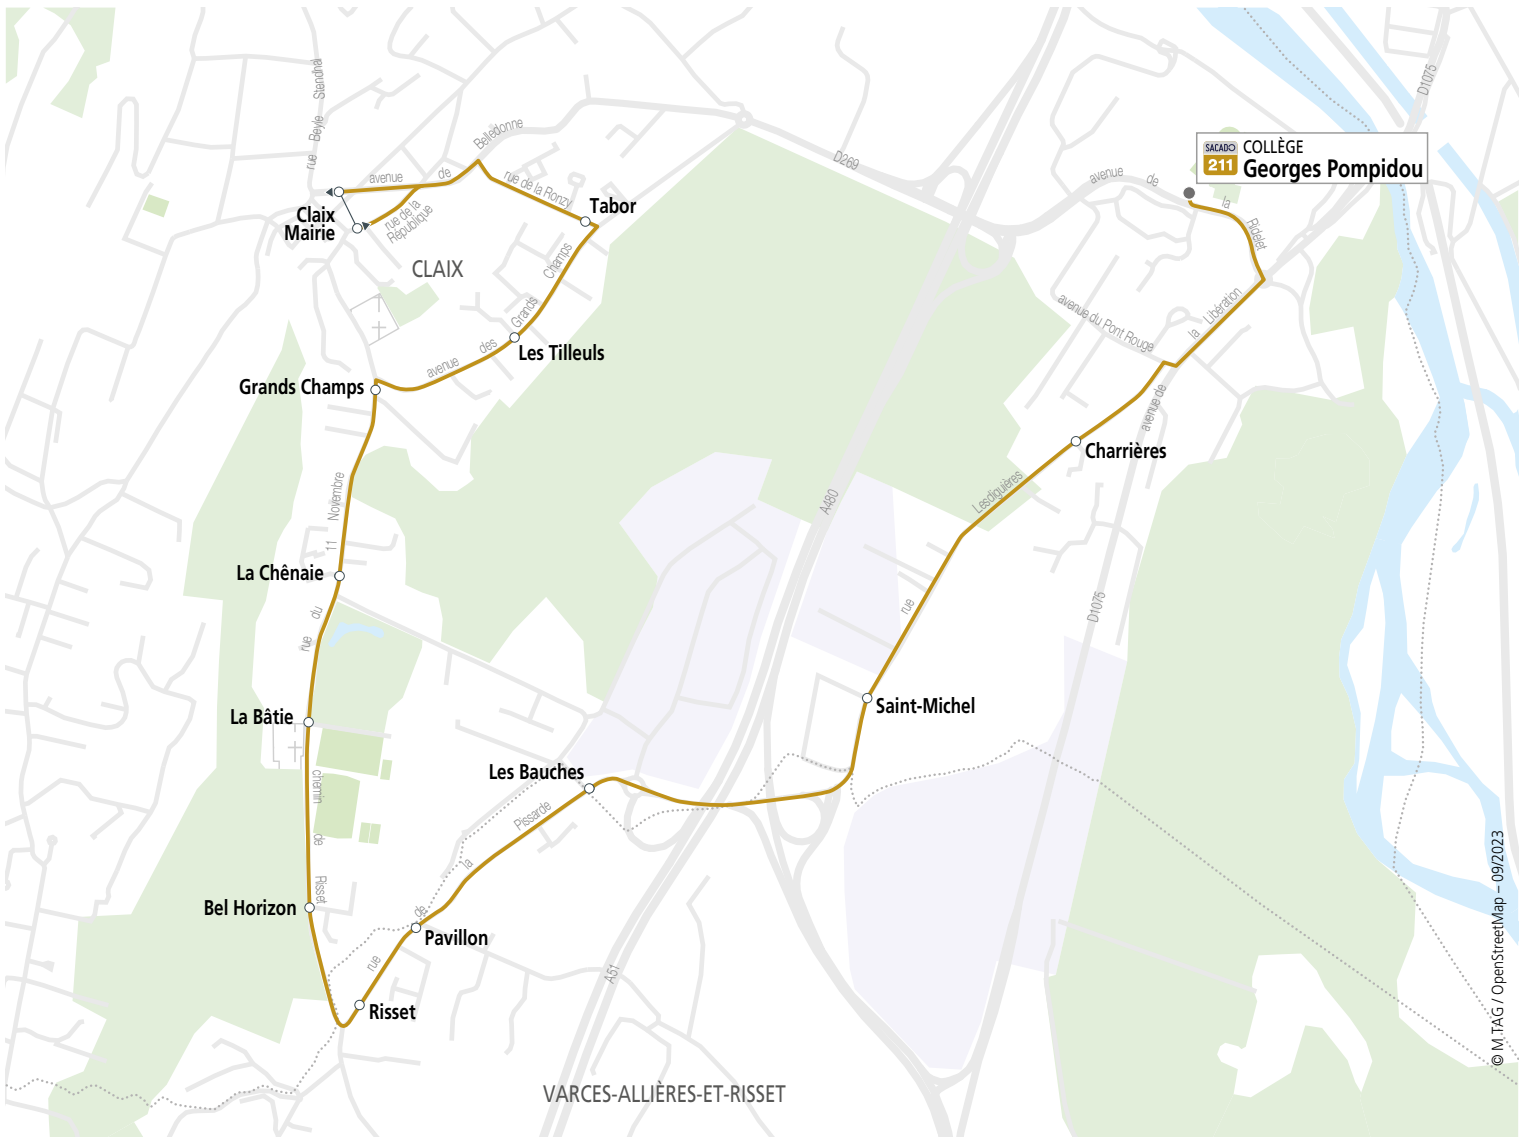 rue Beyle Stendhal
avenue de Belledonne
D269
D1075
SACADO
211
COLLÈGE
Georges Pompidou
avenue de la Ridelet
Claix
Mairie
rue de la
République
rue de la Ronzy
Tabor
CLAIX
avenue des Grands Champs
Les Tilleuls
Grands Champs
avenue du Pont Rouge
avenue de la Libération
Charrières
rue Lesdiguières
A480
rue du 11 Novembre
La Chênaie
D1075
La Bâtie
Saint-Michel
Les Bauches
chemin de Risset
rue de la Pissarde
Bel Horizon
Pavillon
A51
Risset
VARCES-ALLIÈRES-ET-RISSET
© M.TAG / OpenStreetMap – 09/2023